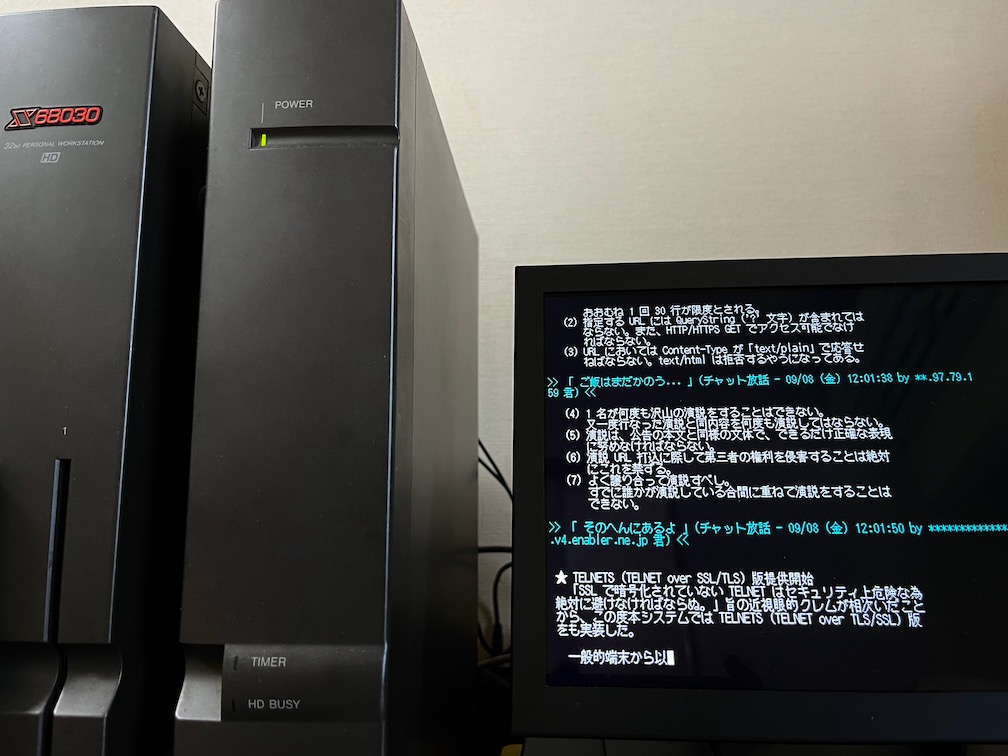 X68030
32bit PERSONAL WORKSTATION
HD
1
POWER
TIMER
HD BUSY
おおむね 1 回 30 行が限度とされる。
(2) 指定する URL には QueryString ('?' 文字) が含まれては
ならない。また、HTTP/HTTPS GET でアクセス可能でなけ
ればならない。
(3) URL においては Content-Type が「text/plain」で応答せ
ねばならない。text/html は拒否するやうになってある。
>> 「 ご飯はまだかのう... 」(チャット放話 - 09/08 (金) 12:01:38 by **.97.79.1
59 君) <<
(4) 1 名が何度も沢山の演説をすることはできない。
又一度行なった演説と同内容を何度も演説してはならない。
(5) 演説は、公告の本文と同様の文体で、できるだけ正確な表現
に努めなければならない。
(6) 演説 URL 打込に際して第三者の権利を侵害することは絶対
にこれを禁ずる。
(7) よく譲り合って演説すべし。
すでに誰かが演説している合間に重ねて演説をすることは
できない。
>> 「 そのへんにあるよ 」(チャット放話 - 09/08 (金) 12:01:50 by **************
.v4.enabler.ne.jp 君) <<
★ TELNETS (TELNET over SSL/TLS) 版提供開始
「SSL で暗号化されていない TELNET はセキュリティ上危険な為
絶対に避けなければならぬ。」旨の近視眼的クレムが相次いだこと
から、この度本システムでは TELNETS (TELNET over TLS/SSL) 版
をも実装した。
一般的端末から以